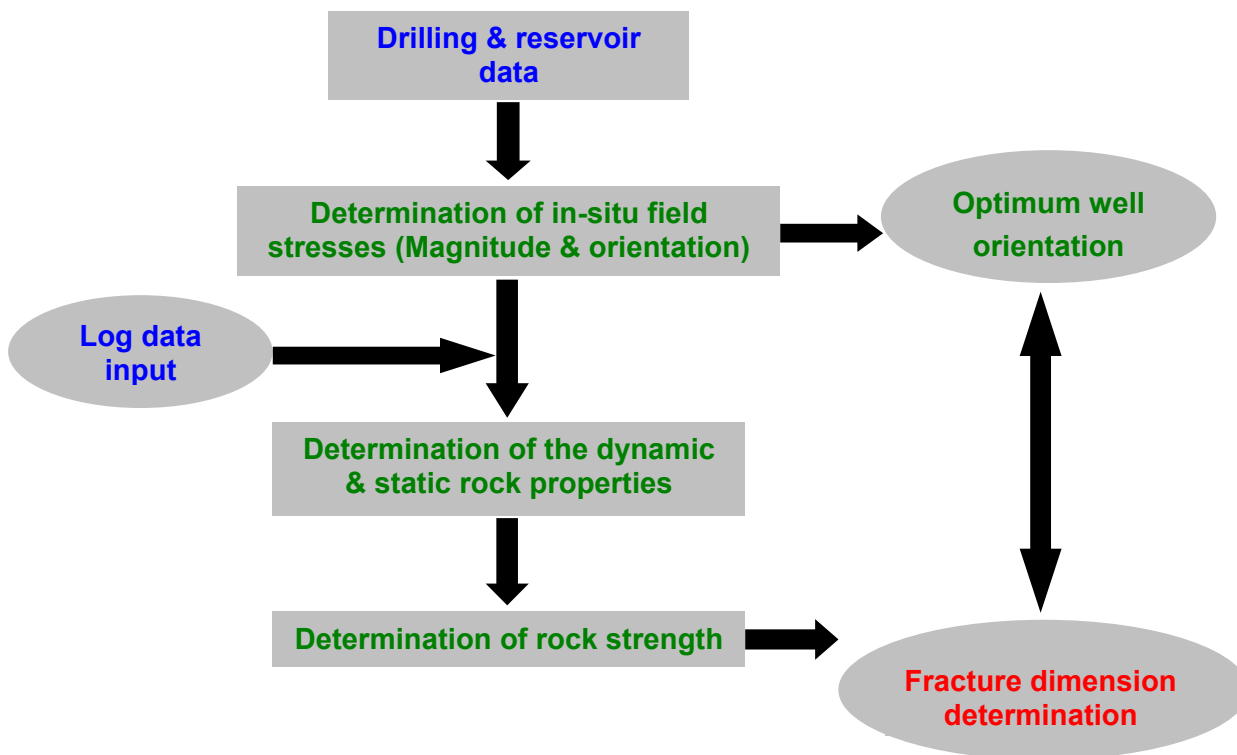 Drilling & reservoir
data
Determination of in-situ field
stresses (Magnitude & orientation)
Optimum well
orientation
Log data
input
Determination of the dynamic
& static rock properties
Determination of rock strength
Fracture dimension
determination